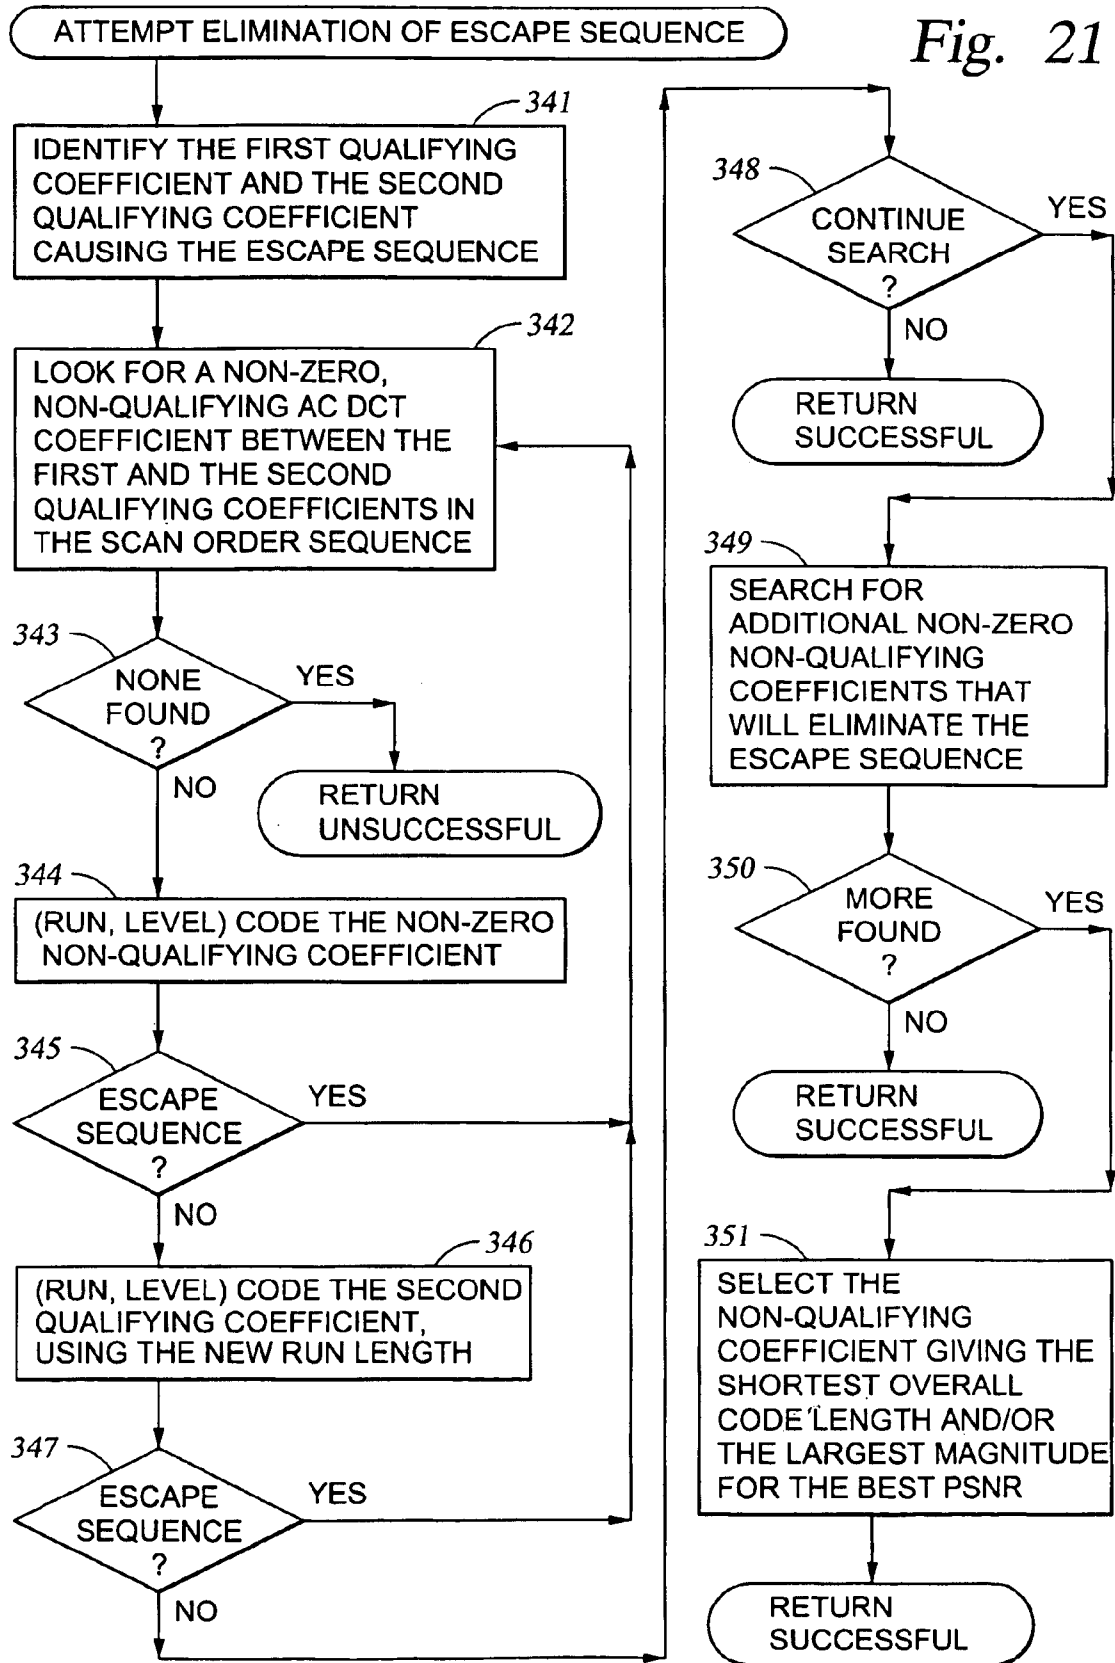 ATTEMPT ELIMINATION OF ESCAPE SEQUENCE
Fig. 21
341
IDENTIFY THE FIRST QUALIFYING
COEFFICIENT AND THE SECOND
QUALIFYING COEFFICIENT
CAUSING THE ESCAPE SEQUENCE
342
LOOK FOR A NON-ZERO,
NON-QUALIFYING AC DCT
COEFFICIENT BETWEEN THE
FIRST AND THE SECOND
QUALIFYING COEFFICIENTS IN
THE SCAN ORDER SEQUENCE
343
NONE
FOUND
?
YES
NO
RETURN
UNSUCCESSFUL
344
(RUN, LEVEL) CODE THE NON-ZERO
NON-QUALIFYING COEFFICIENT
345
ESCAPE
SEQUENCE
?
YES
NO
346
(RUN, LEVEL) CODE THE SECOND
QUALIFYING COEFFICIENT,
USING THE NEW RUN LENGTH
347
ESCAPE
SEQUENCE
?
YES
NO
348
CONTINUE
SEARCH
?
YES
NO
RETURN
SUCCESSFUL
349
SEARCH FOR
ADDITIONAL NON-ZERO
NON-QUALIFYING
COEFFICIENTS THAT
WILL ELIMINATE THE
ESCAPE SEQUENCE
350
MORE
FOUND
?
YES
NO
RETURN
SUCCESSFUL
351
SELECT THE
NON-QUALIFYING
COEFFICIENT GIVING THE
SHORTEST OVERALL
CODE LENGTH AND/OR
THE LARGEST MAGNITUDE
FOR THE BEST PSNR
RETURN
SUCCESSFUL